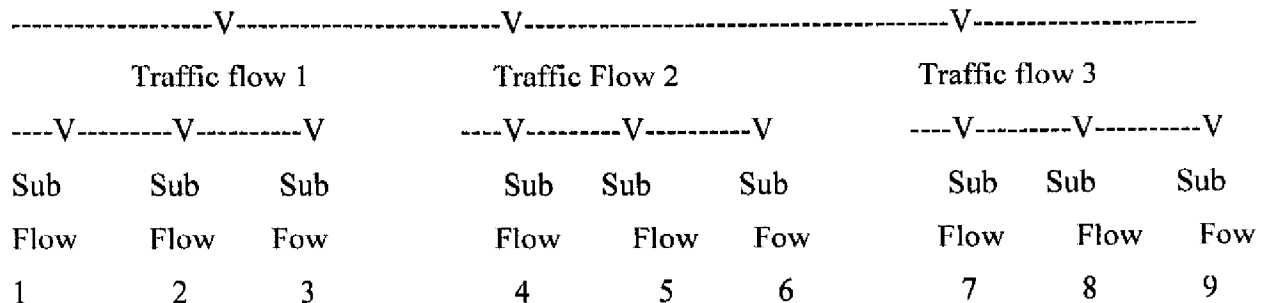 -------------------V---------------------------V----------------------------------------V---------------------
Traffic flow 1 Traffic Flow 2 Traffic flow 3
----V----------V-----------V ----V----------V-----------V ----V----------V-----------V
Sub Sub Sub Sub Sub Sub Sub Sub Sub
Flow Flow Fow Flow Flow Fow Flow Flow Fow
1 2 3 4 5 6 7 8 9